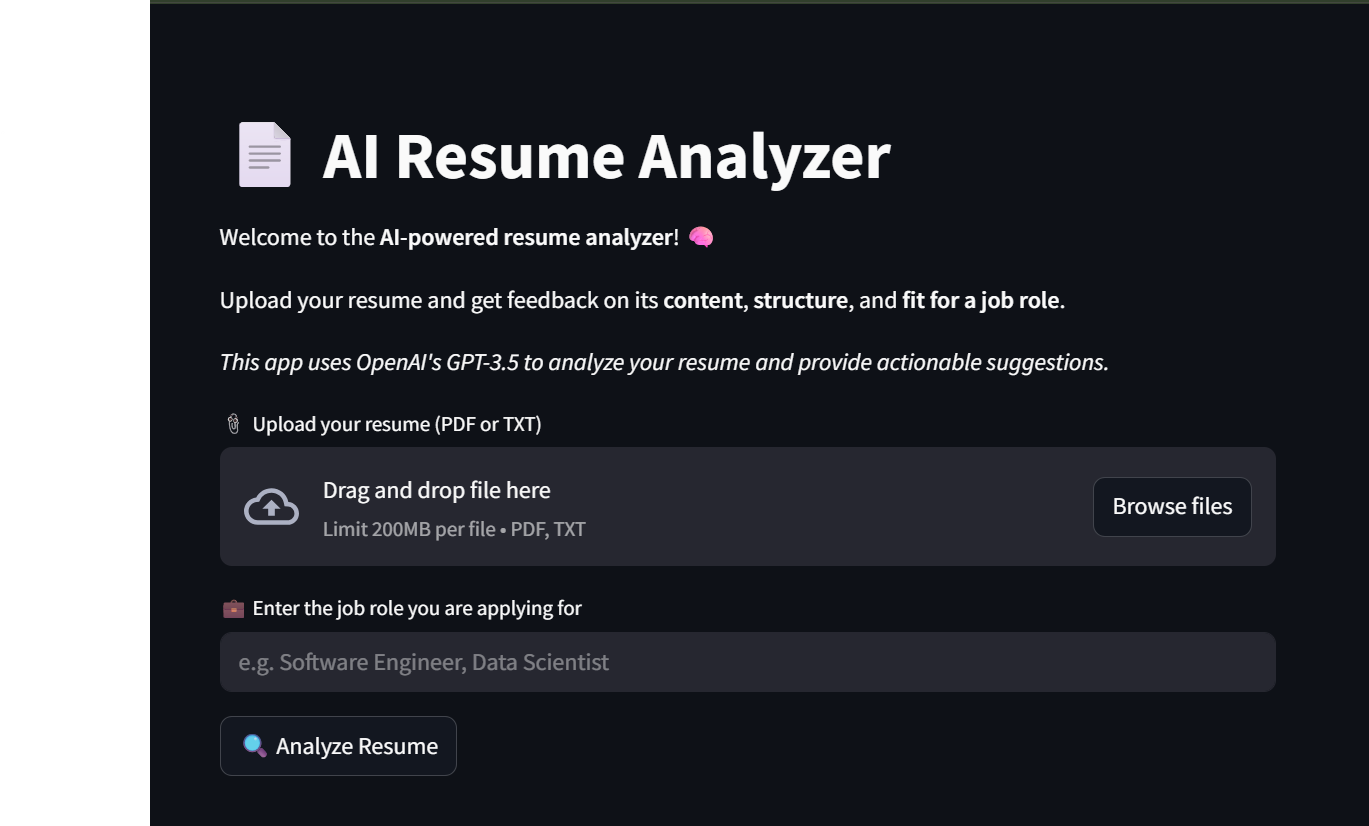 AI Resume Analyzer
Welcome to the AI-powered resume analyzer!
Upload your resume and get feedback on its content, structure, and fit for a job role.
This app uses OpenAI's GPT-3.5 to analyze your resume and provide actionable suggestions.
Upload your resume (PDF or TXT)
Drag and drop file here
Limit 200MB per file • PDF, TXT
Browse files
Enter the job role you are applying for
e.g. Software Engineer, Data Scientist
Analyze Resume